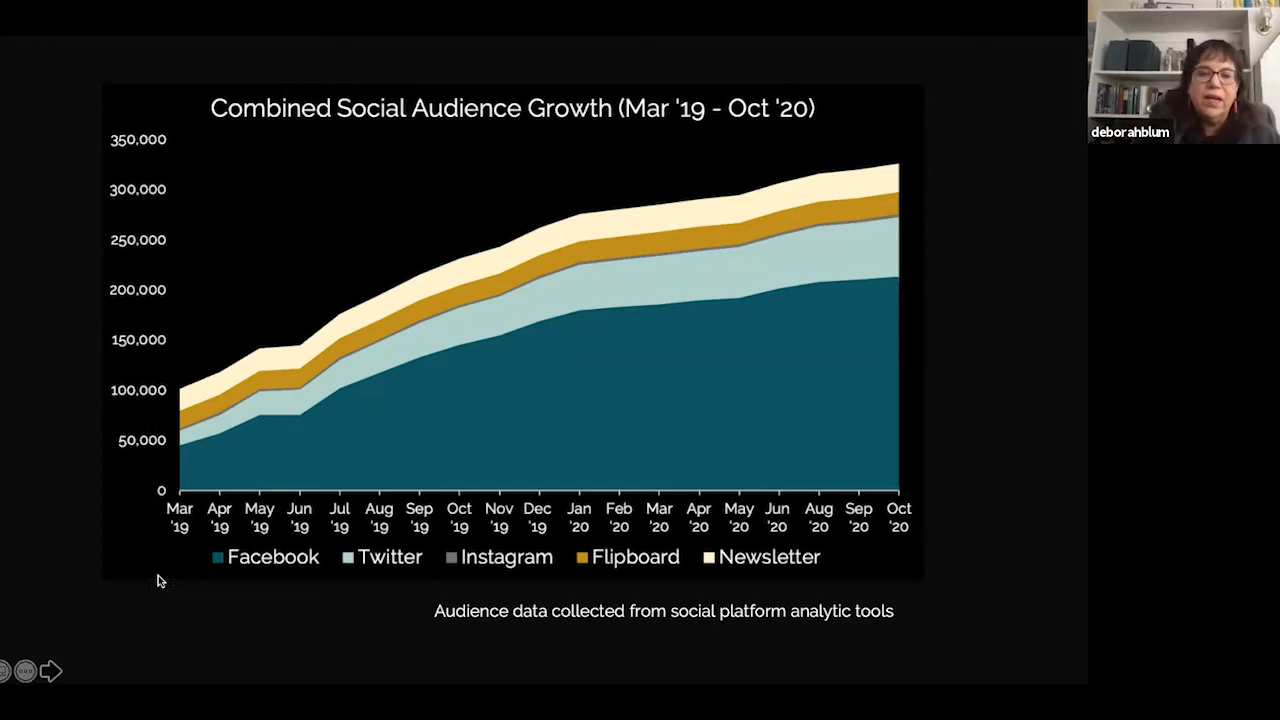 Combined Social Audience Growth (Mar '19 - Oct '20)
350,000
300,000
250,000
200,000
150,000
100,000
50,000
0
Mar Apr May Jun Jul Aug Sep Oct Nov Dec Jan Feb Mar Apr May Jun Aug Sep Oct
'19 '19 '19 '19 '19 '19 '19 '19 '19 '19 '20 '20 '20 '20 '20 '20 '20 '20 '20
Facebook Twitter Instagram Flipboard Newsletter
Audience data collected from social platform analytic tools
deborahblum